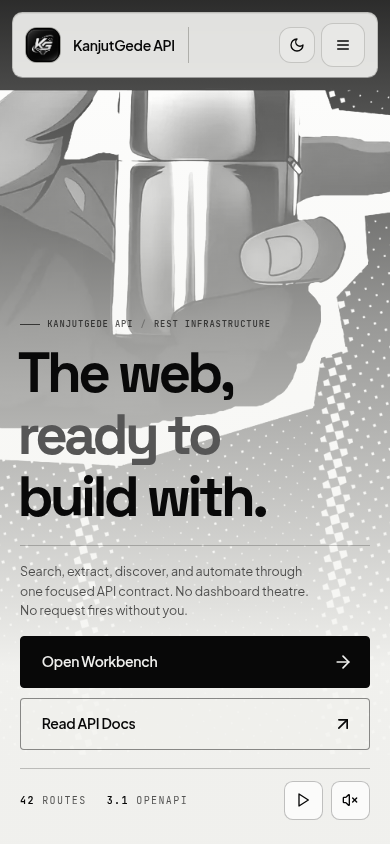 KG
KanjutGede API
KANJUTGEDE API / REST INFRASTRUCTURE
The web,
ready to
build with.
Search, extract, discover, and automate through
one focused API contract. No dashboard theatre.
No request fires without you.
Open Workbench
Read API Docs
42 ROUTES 3.1 OPENAPI